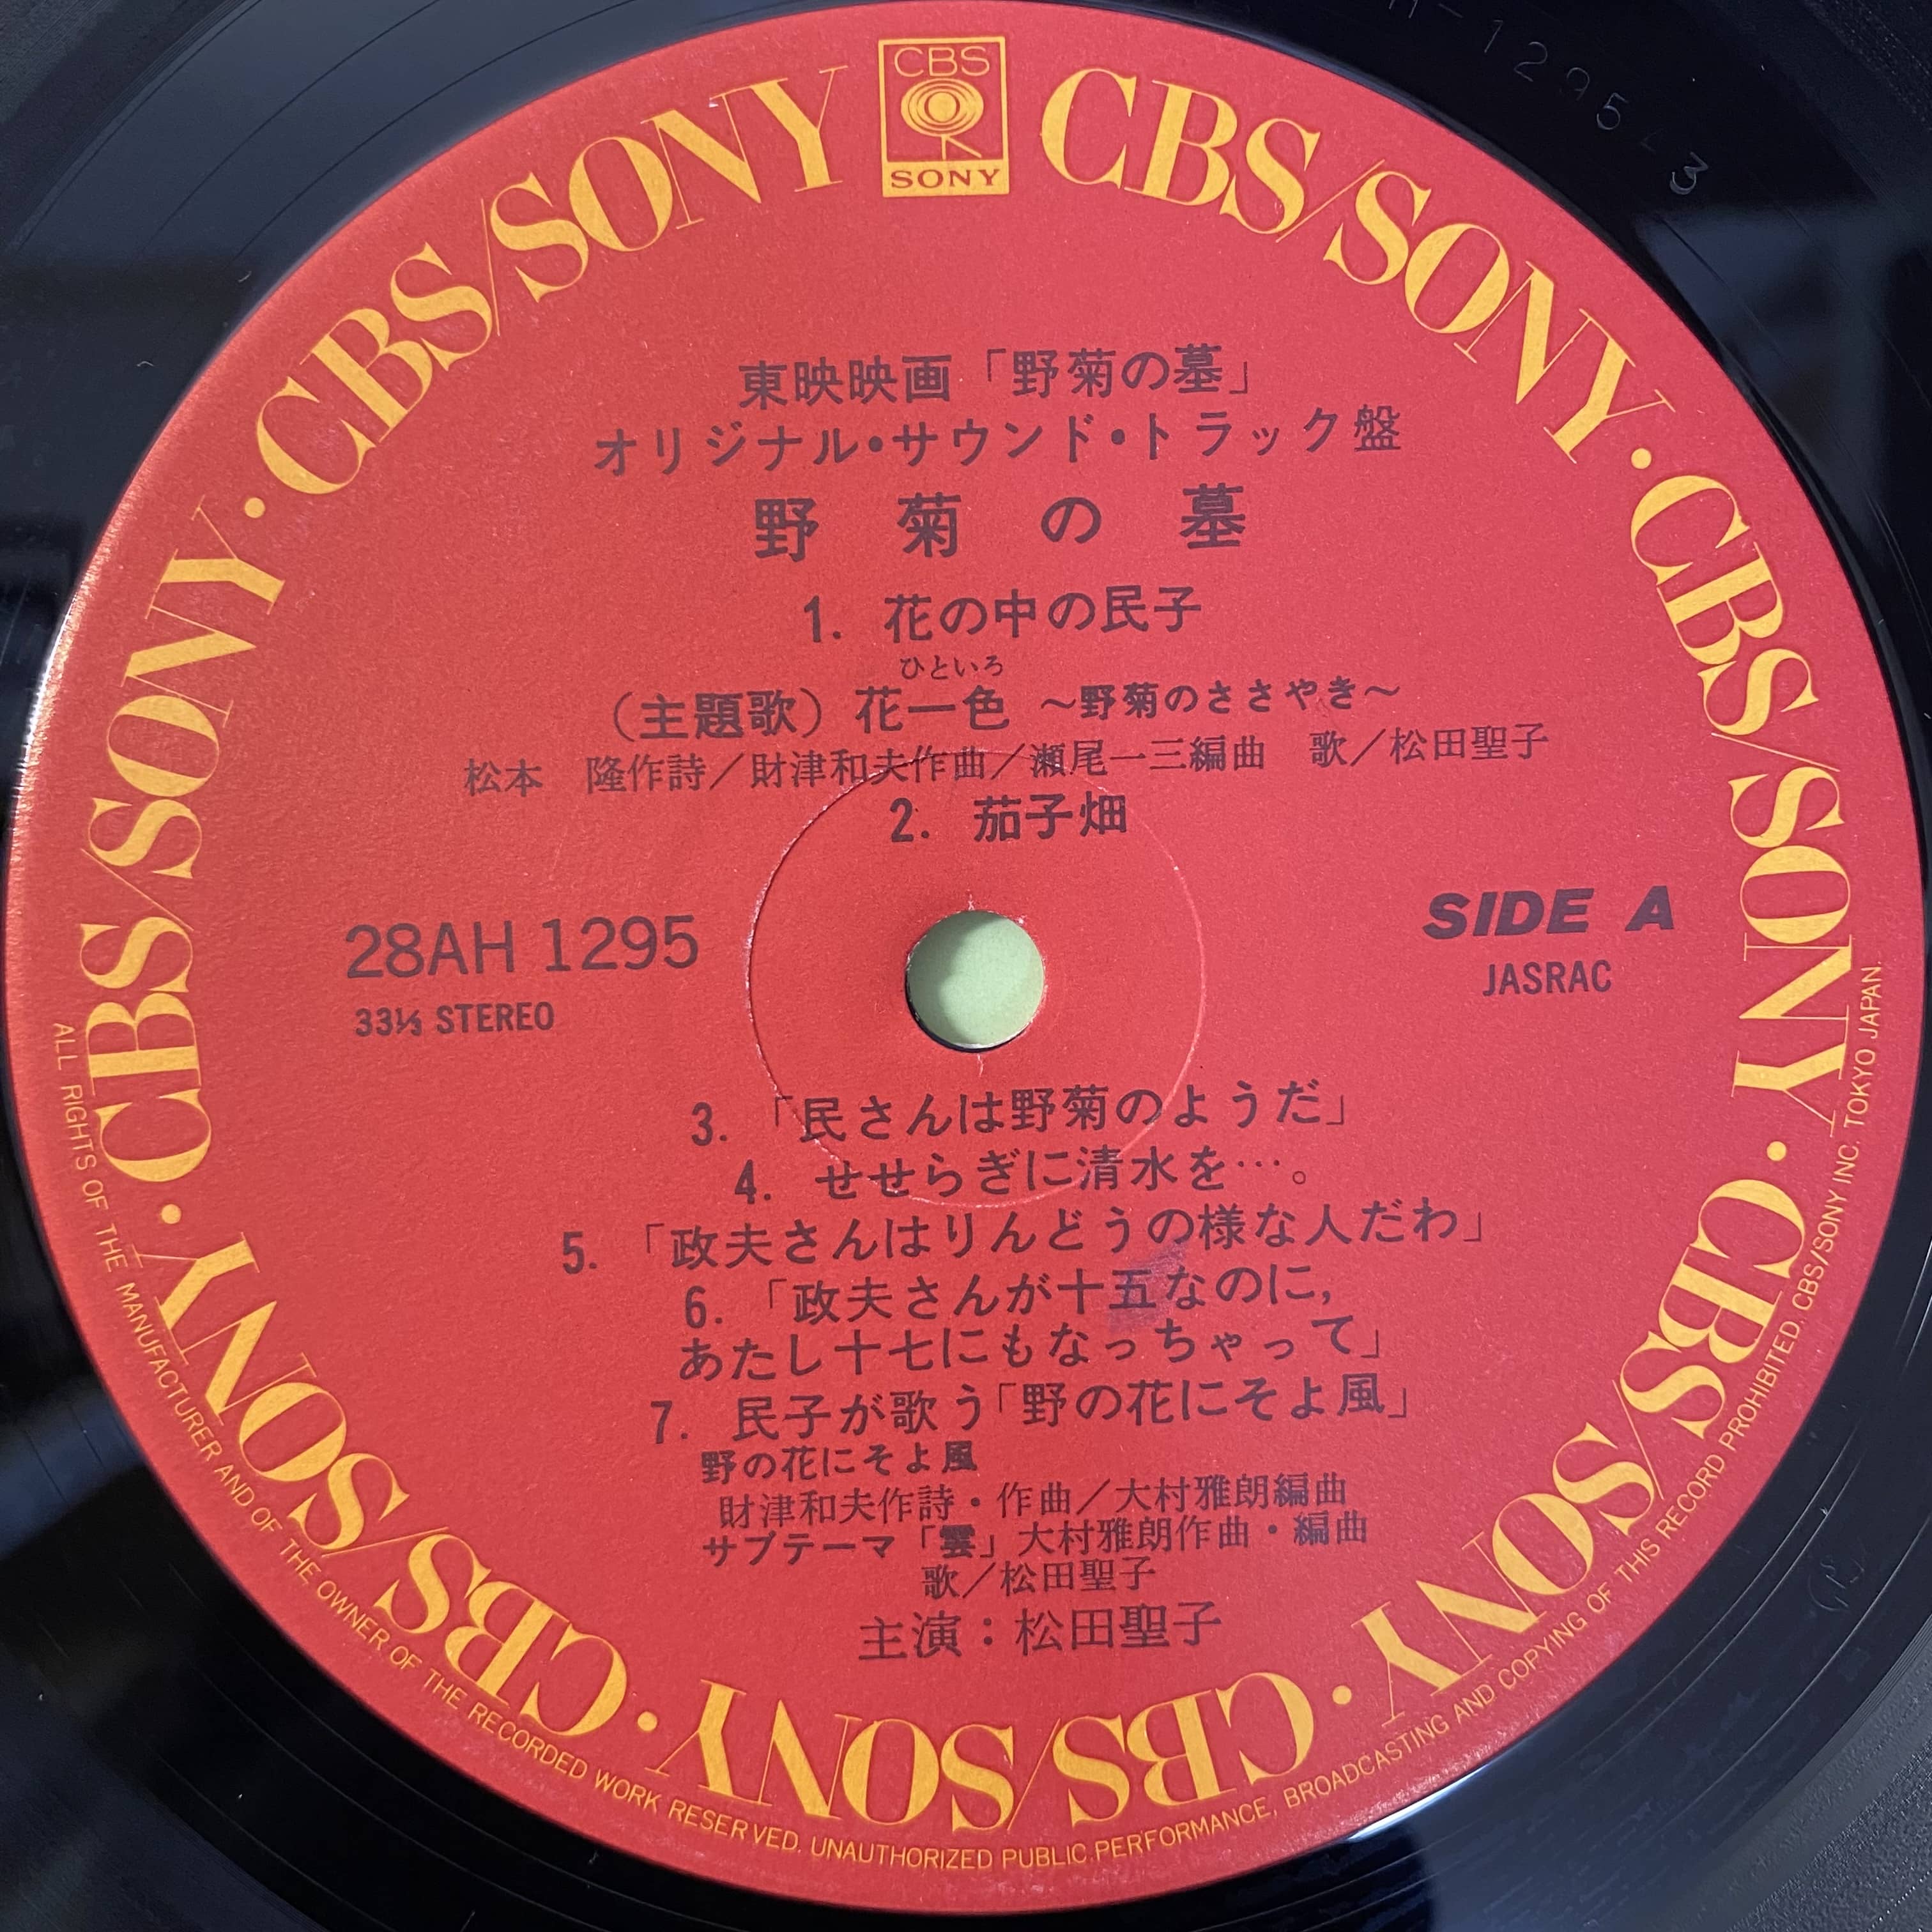 CBS
SONY
CBS/SONY · CBS/SONY · CBS/SONY · CBS/SONY · CBS/SONY · CBS/SONY · CBS/SONY · CBS/SONY
-1295
3
東映映画「野菊の墓」
オリジナル・サウンド・トラック盤
野菊の墓
1. 花の中の民子
ひといろ
（主題歌）花一色 〜野菊のささやき〜
松本 隆作詩／財津和夫作曲／瀬尾一三編曲 歌／松田聖子
2. 茄子畑
28AH 1295
33⅓ STEREO
SIDE A
JASRAC
3. 「民さんは野菊のようだ」
4. せせらぎに清水を…。
5. 「政夫さんはりんどうの様な人だわ」
6. 「政夫さんが十五なのに,
あたし十七にもなっちゃって」
7. 民子が歌う「野の花にそよ風」
野の花にそよ風
財津和夫作詩・作曲／大村雅朗編曲
サブテーマ「雲」大村雅朗作曲・編曲
歌／松田聖子
主演：松田聖子
ALL RIGHTS OF THE MANUFACTURER AND OF THE OWNER OF THE RECORDED WORK RESERVED. UNAUTHORIZED PUBLIC PERFORMANCE, BROADCASTING AND COPYING OF THIS RECORD PROHIBITED. CBS/SONY INC. TOKYO JAPAN.